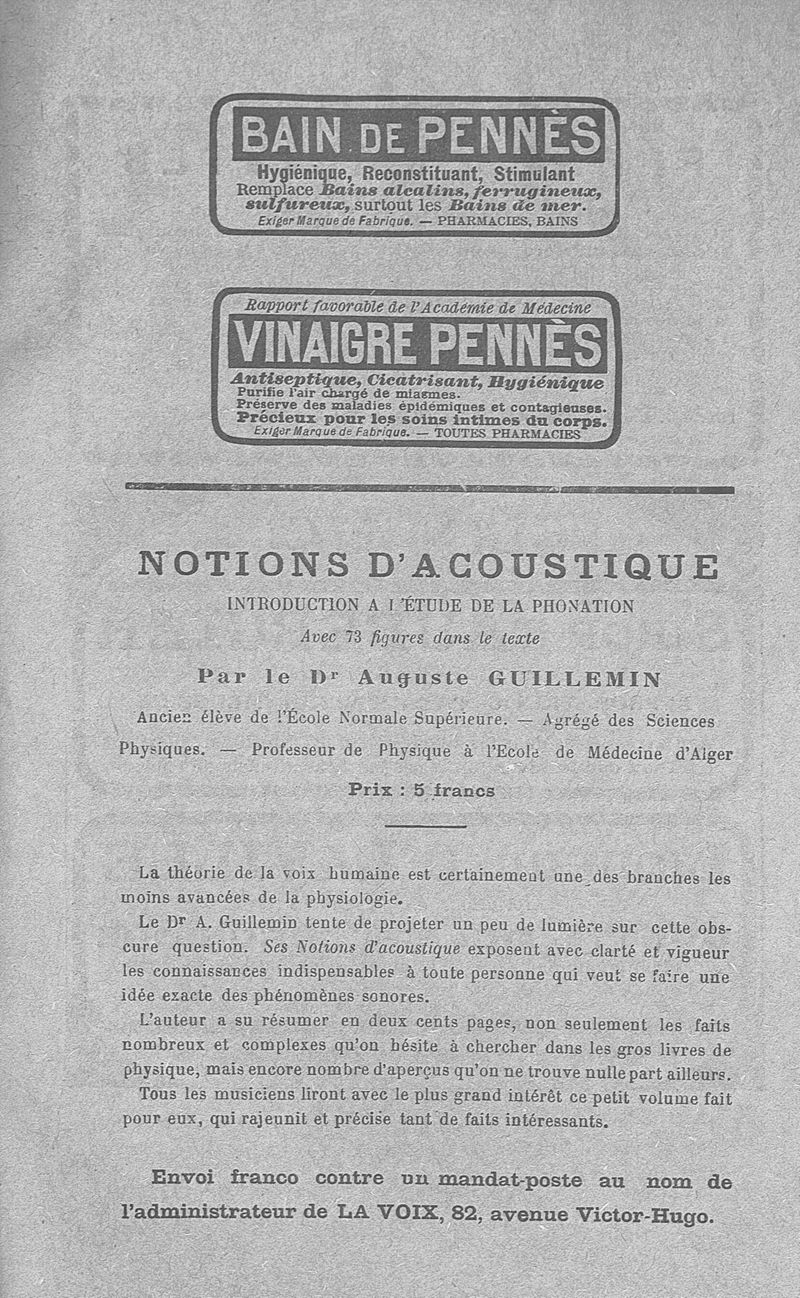 BAIN DE PENNÈS
Hygiénique, Reconstituant, Stimulant
Remplace Bains alcalins, ferrugineux,
sulfureux, surtout les Bains de mer.
Exiger Marque de Fabrique. — PHARMACIES, BAINS
Rapport favorable de l'Académie de Médecine
VINAIGRE PENNÈS
Antiseptique, Cicatrisant, Hygiénique
Purifie l'air chargé de miasmes.
Préserve des maladies épidémiques et contagieuses.
Précieux pour les soins intimes du corps.
Exiger Marque de Fabrique. — TOUTES PHARMACIES
NOTIONS D'ACOUSTIQUE
INTRODUCTION A L'ÉTUDE DE LA PHONATION
Avec 73 figures dans le texte
Par le Dr Auguste GUILLEMIN
Ancien élève de l'École Normale Supérieure. — Agrégé des Sciences
Physiques. — Professeur de Physique à l'Ecole de Médecine d'Alger
Prix : 5 francs
La théorie de la voix humaine est certainement une des branches les
moins avancées de la physiologie.
Le Dr A. Guillemin tente de projeter un peu de lumière sur cette obs-
cure question. Ses Notions d'acoustique exposent avec clarté et vigueur
les connaissances indispensables à toute personne qui veut se faire une
idée exacte des phénomènes sonores.
L'auteur a su résumer en deux cents pages, non seulement les faits
nombreux et complexes qu'on hésite à chercher dans les gros livres de
physique, mais encore nombre d'aperçus qu'on ne trouve nulle part ailleurs.
Tous les musiciens liront avec le plus grand intérêt ce petit volume fait
pour eux, qui rajeunit et précise tant de faits intéressants.
Envoi franco contre un mandat-poste au nom de
l'administrateur de LA VOIX, 82, avenue Victor-Hugo.